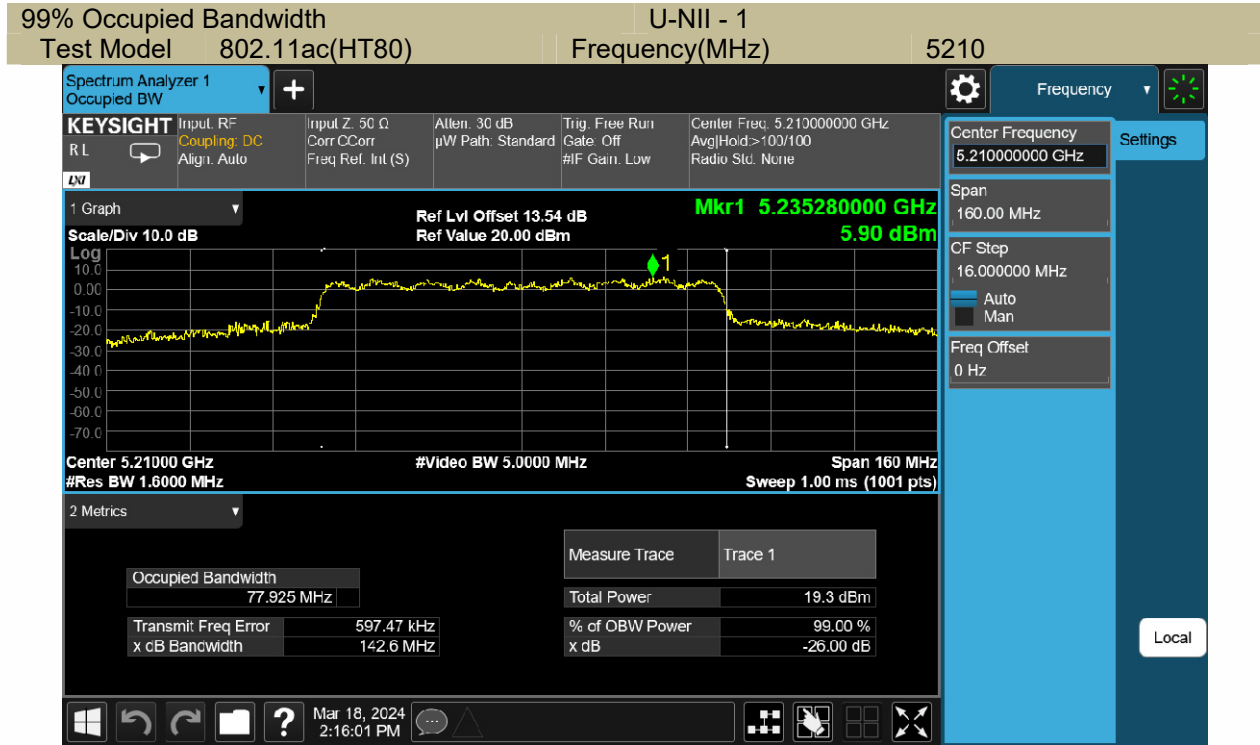 99% Occupied Bandwidth U-NII - 1
Test Model 802.11ac(HT80) Frequency(MHz) 5210
Spectrum Analyzer 1
Occupied BW
+
Frequency
KEYSIGHT
R L
LXI
Input: RF
Coupling: DC
Align: Auto
Input Z: 50 Ω
Corr CCorr
Freq Ref: Int (S)
Atten: 30 dB
µW Path: Standard
Trig: Free Run
Gate: Off
#IF Gain: Low
Center Freq: 5.210000000 GHz
Avg|Hold:>100/100
Radio Std: None
Center Frequency
5.210000000 GHz
Settings
Span
160.00 MHz
CF Step
16.000000 MHz
Auto
Man
Freq Offset
0 Hz
Local
1 Graph
Scale/Div 10.0 dB
Ref Lvl Offset 13.54 dB
Ref Value 20.00 dBm
Mkr1 5.235280000 GHz
5.90 dBm
Log
10.0
0.00
-10.0
-20.0
-30.0
-40.0
-50.0
-60.0
-70.0
1
Center 5.21000 GHz #Video BW 5.0000 MHz Span 160 MHz
#Res BW 1.6000 MHz Sweep 1.00 ms (1001 pts)
2 Metrics
Measure Trace Trace 1
Occupied Bandwidth
77.925 MHz
Total Power 19.3 dBm
Transmit Freq Error 597.47 kHz
% of OBW Power 99.00 %
x dB Bandwidth 142.6 MHz
x dB -26.00 dB
?
Mar 18, 2024
2:16:01 PM